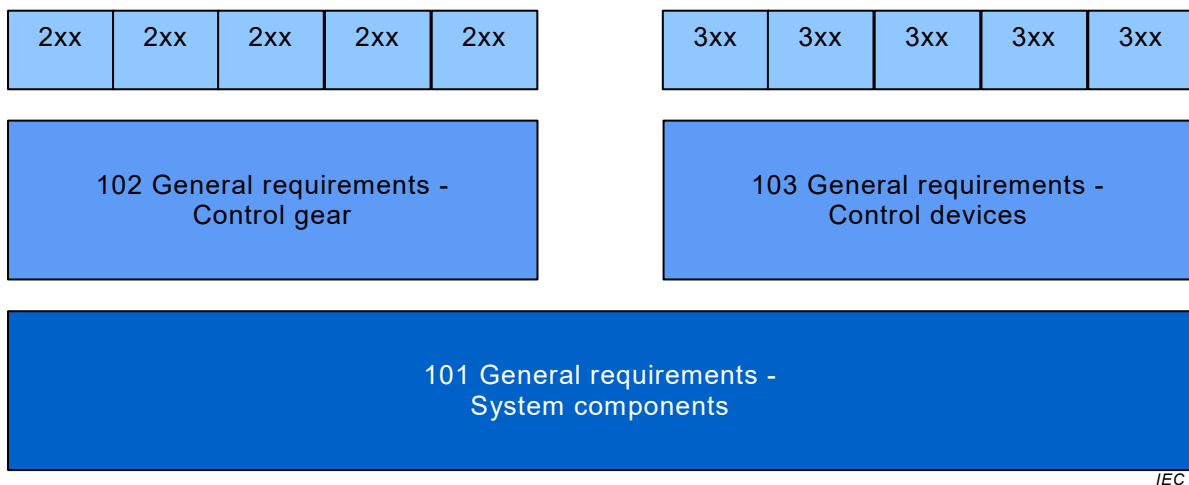 2xx 2xx 2xx 2xx 2xx 3xx 3xx 3xx 3xx 3xx
102 General requirements -
Control gear
103 General requirements -
Control devices
101 General requirements -
System components
IEC